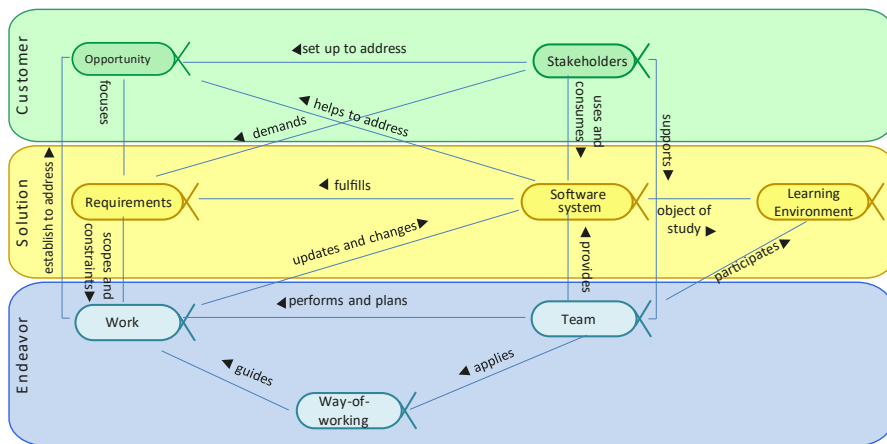 Customer
Opportunity
set up to address
Stakeholders
focuses
helps to address
demands
uses and
consumes
supports
Solution
establish to address
Requirements
fulfills
Software
system
Learning
Environment
object of
study
scopes and
constraints
updates and changes
provides
participates
Endeavor
Work
performs and plans
Team
guides
applies
Way-of-
working